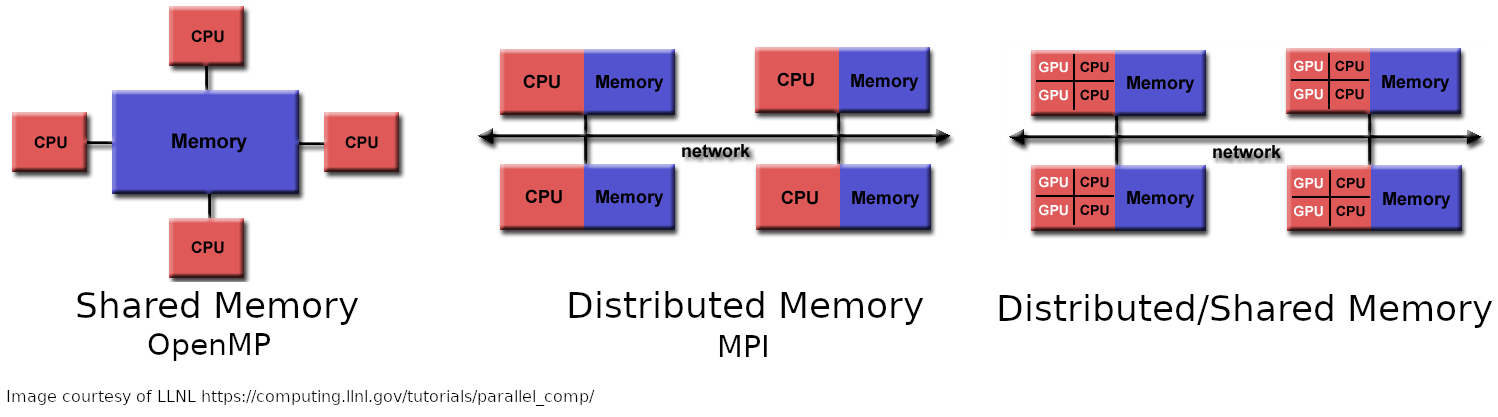 CPU
CPU
Memory
CPU
CPU
Shared Memory
OpenMP
CPU Memory
CPU Memory
network
CPU Memory
CPU Memory
Distributed Memory
MPI
GPU CPU
GPU CPU
Memory
GPU CPU
GPU CPU
Memory
network
GPU CPU
GPU CPU
Memory
GPU CPU
GPU CPU
Memory
Distributed/Shared Memory
Image courtesy of LLNL https://computing.llnl.gov/tutorials/parallel_comp/